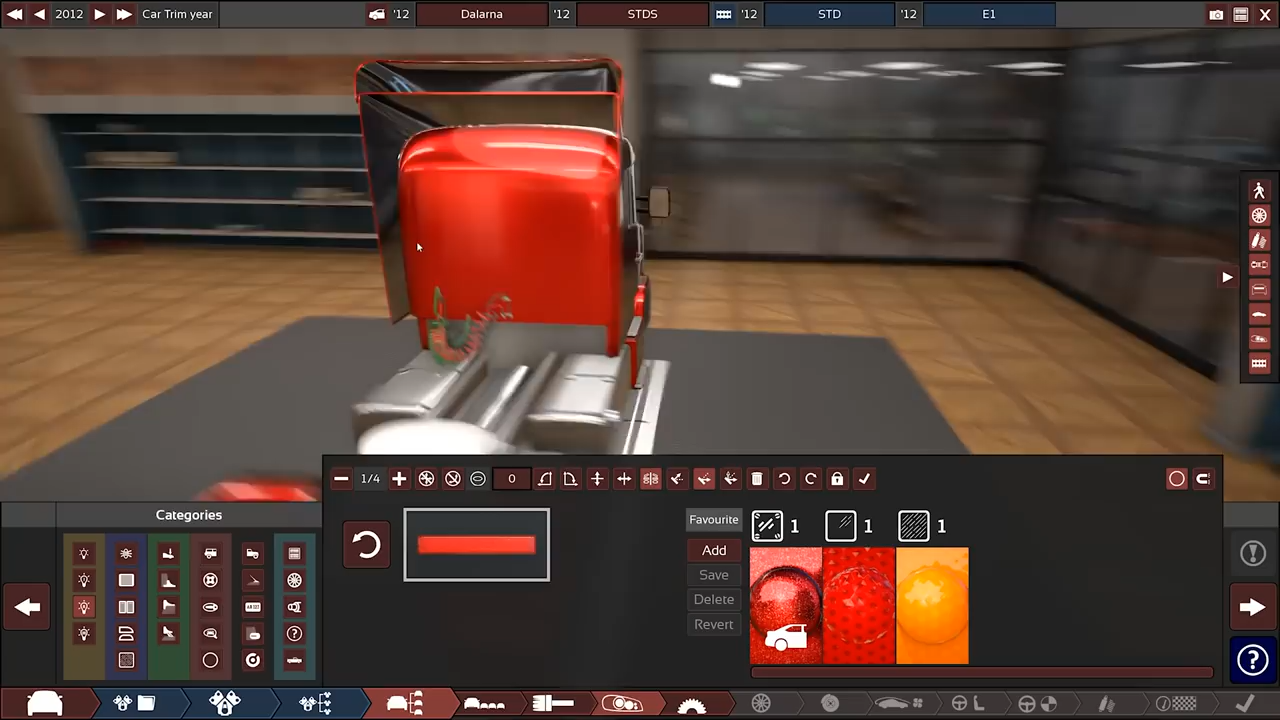 2012 Car Trim year '12 Dalarna '12 STDS '12 STD '12 E1
1/4 0
Categories
Favourite 1 1 1
Add
Save
Delete
Revert
?